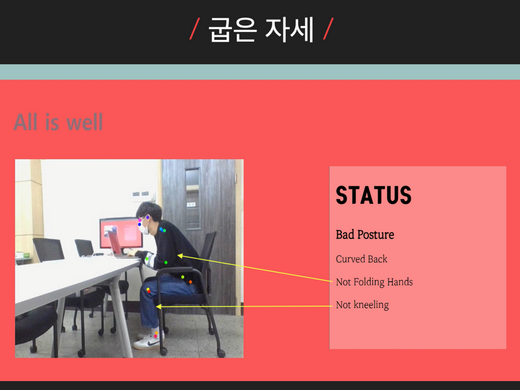 / 굽은 자세 /
All is well
STATUS
Bad Posture
Curved Back
Not Folding Hands
Not kneeling